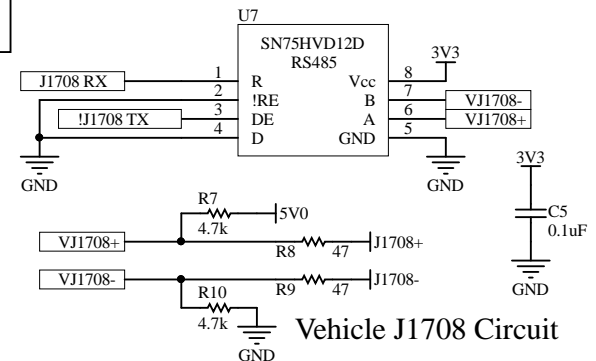 U7
SN75HVD12D
RS485
J1708 RX
!J1708 TX
1
2
3
4
R
!RE
DE
D
Vcc
B
A
GND
8
7
6
5
3V3
VJ1708-
VJ1708+
GND
GND
3V3
C5
0.1uF
GND
R7
4.7k
5V0
VJ1708+
R8
47
J1708+
VJ1708-
R9
47
J1708-
R10
4.7k
GND
Vehicle J1708 Circuit